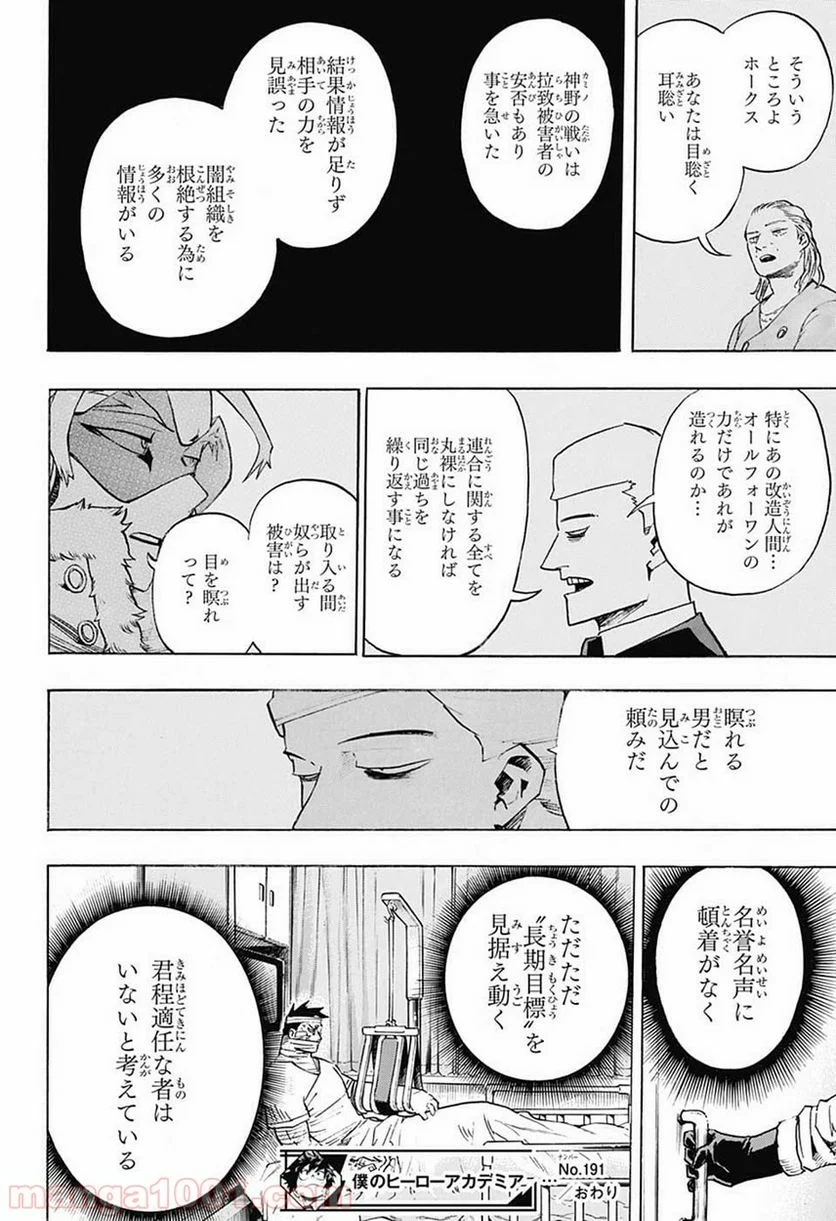 そういう
ところよ
ホークス
あなたは目聡く
耳聡い
神野の戦いは
拉致被害者の
安否もあり
事を急いた
結果情報が足りず
相手の力を
見誤った
闇組織を
根絶する為に
多くの
情報がいる
特にあの改造人間…
オールフォーワンの
力だけであれが
造れるのか…
連合に関する全てを
丸裸にしなければ
同じ過ちを
繰り返す事になる
取り入る間
奴らが出す
被害は?
目を瞑れ
って?
瞑れる
男だと
見込んでの
頼みだ
名誉名声に
頓着がなく
ただただ
〝長期目標〟を
見据え動く
君程適任な者は
いないと考えている
僕のヒーローアカデミア…
No.191
おわり
manga1001.com